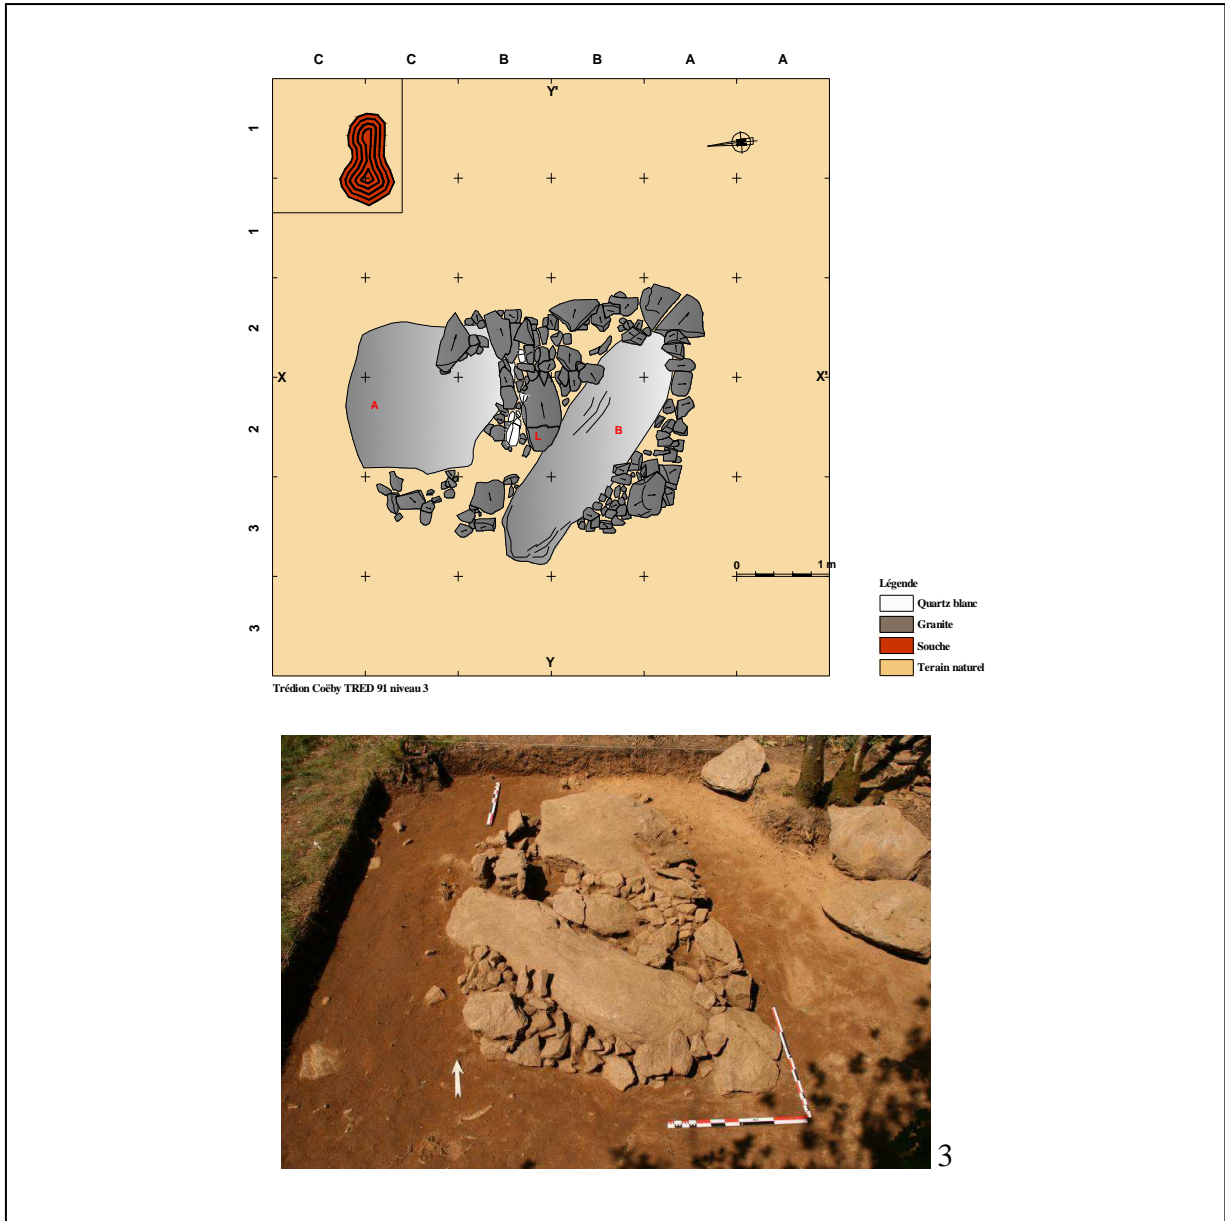 C C B B A A
Y'
1
1
2
X X'
A
2
B
L
3
0 1 m
3
Y
Légende
Quartz blanc
Granite
Souche
Terrain naturel
Trédion Coëby TRED 91 niveau 3
3